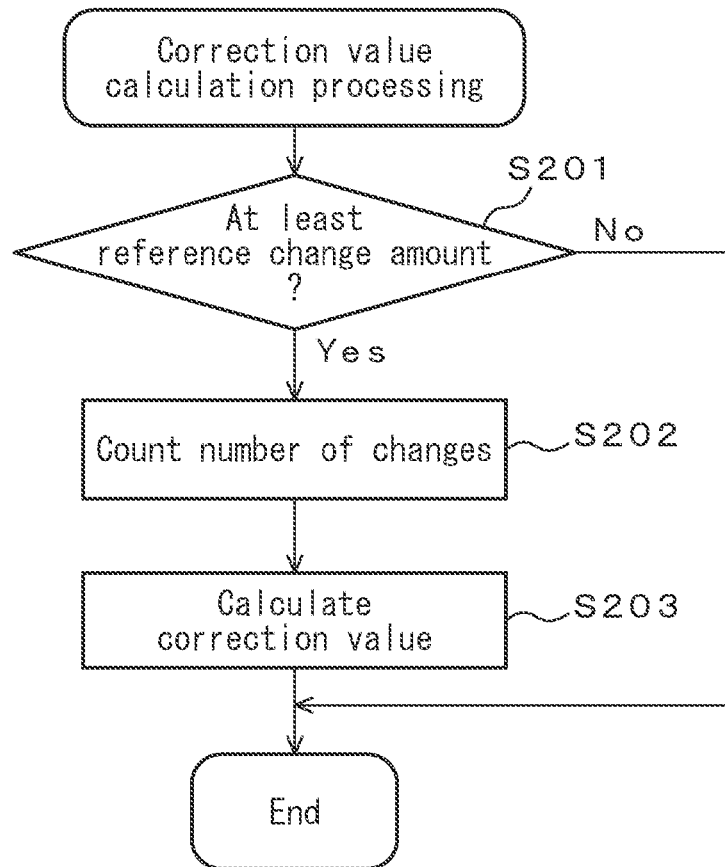 Correction value
calculation processing
S201
At least
reference change amount
?
No
Yes
Count number of changes
S202
Calculate
correction value
S203
End